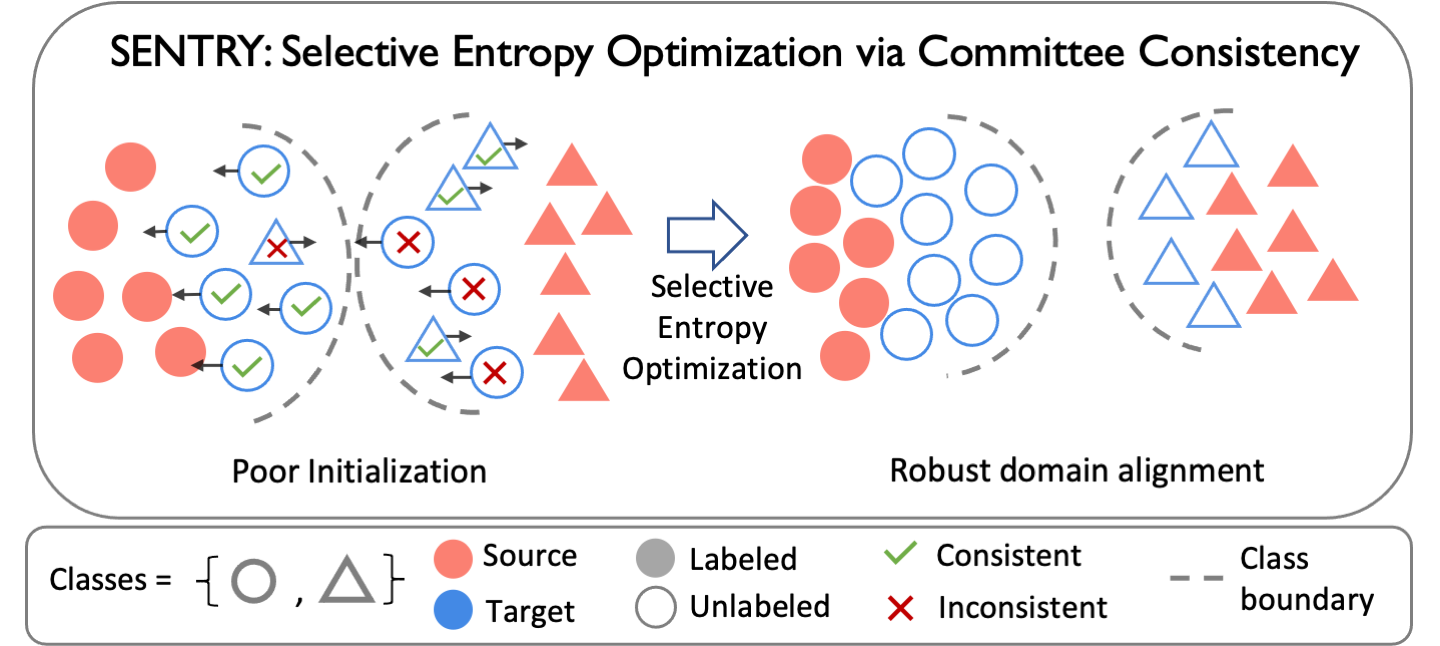 SENTRY: Selective Entropy Optimization via Committee Consistency
Selective
Entropy
Optimization
Poor Initialization
Robust domain alignment
Classes = { , }
Source
Target
Labeled
Unlabeled
Consistent
Inconsistent
Class
boundary